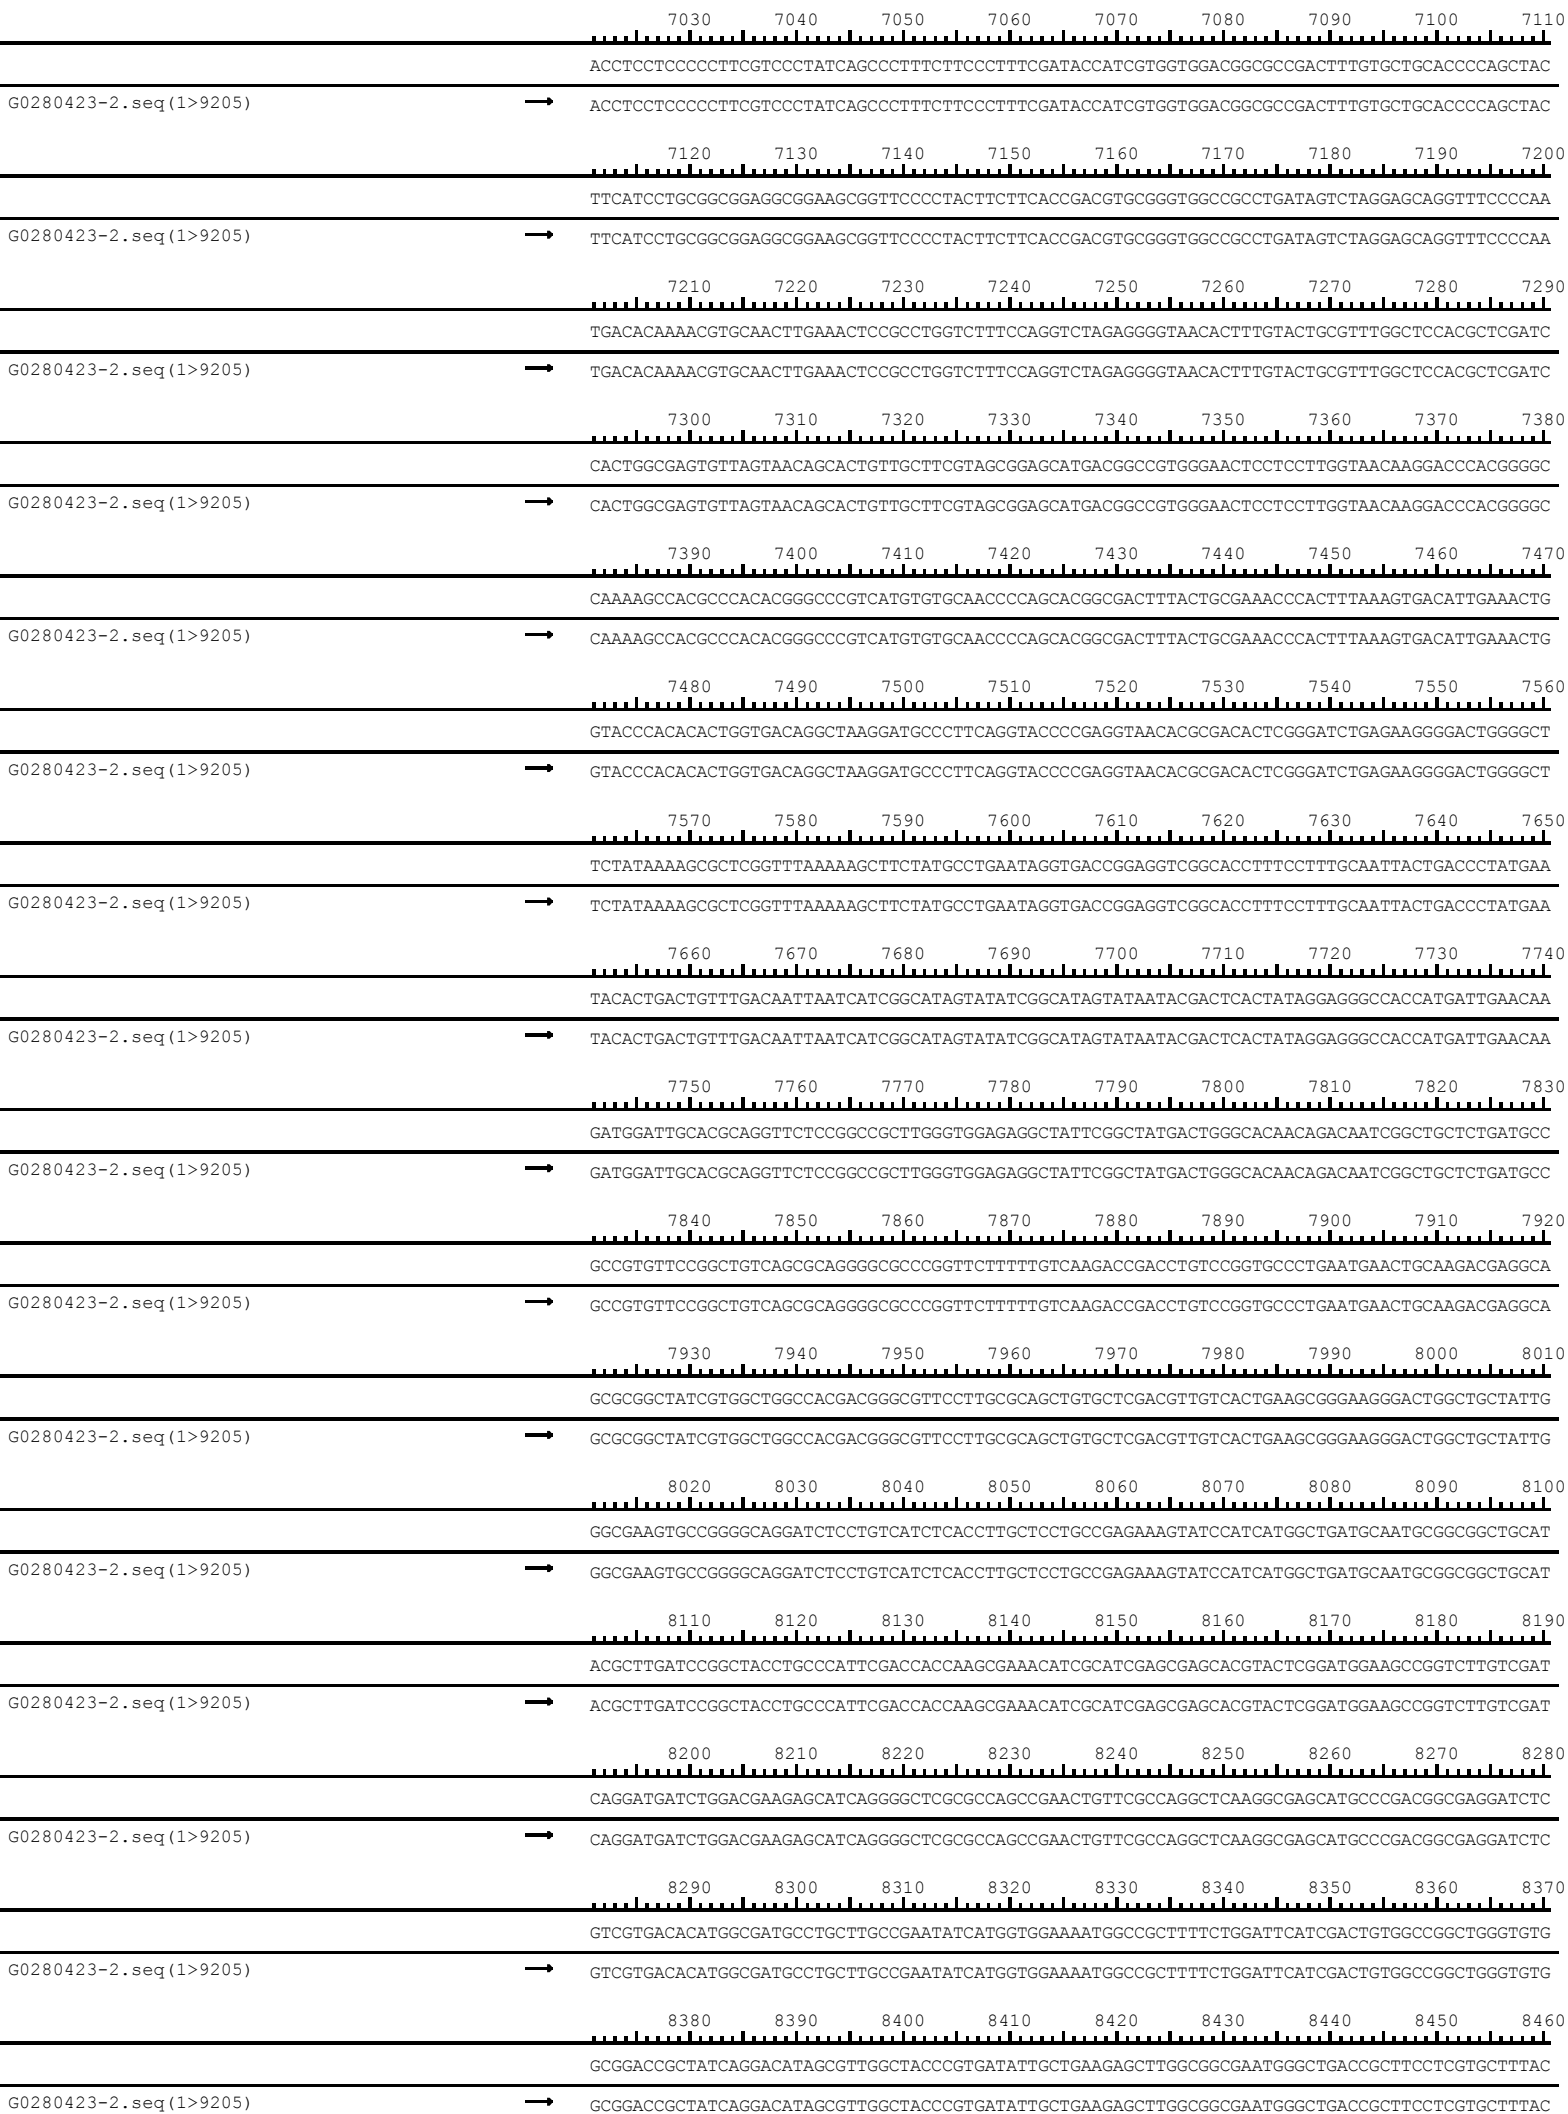 7030 7040 7050 7060 7070 7080 7090 7100 7110
ACCTCCTCCCCCTTCGTCCCTATCAGCCCTTTCTTCCCTTTCGATACCATCGTGGTGGACGGCGCCGACTTTGTGCTGCACCCCAGCTAC
G0280423-2.seq(1>9205) → ACCTCCTCCCCCTTCGTCCCTATCAGCCCTTTCTTCCCTTTCGATACCATCGTGGTGGACGGCGCCGACTTTGTGCTGCACCCCAGCTAC
7120 7130 7140 7150 7160 7170 7180 7190 7200
TTCATCCTGCGGCGGAGGCGGAAGCGGTTCCCCTACTTCTTCACCGACGTGCGGGTGGCCGCCTGATAGTCTAGGAGCAGGTTTCCCCAA
G0280423-2.seq(1>9205) → TTCATCCTGCGGCGGAGGCGGAAGCGGTTCCCCTACTTCTTCACCGACGTGCGGGTGGCCGCCTGATAGTCTAGGAGCAGGTTTCCCCAA
7210 7220 7230 7240 7250 7260 7270 7280 7290
TGACACAAAACGTGCAACTTGAAACTCCGCCTGGTCTTTCCAGGTCTAGAGGGGTAACACTTTGTACTGCGTTTGGCTCCACGCTCGATC
G0280423-2.seq(1>9205) → TGACACAAAACGTGCAACTTGAAACTCCGCCTGGTCTTTCCAGGTCTAGAGGGGTAACACTTTGTACTGCGTTTGGCTCCACGCTCGATC
7300 7310 7320 7330 7340 7350 7360 7370 7380
CACTGGCGAGTGTTAGTAACAGCACTGTTGCTTCGTAGCGGAGCATGACGGCCGTGGGAACTCCTCCTTGGTAACAAGGACCCACGGGGC
G0280423-2.seq(1>9205) → CACTGGCGAGTGTTAGTAACAGCACTGTTGCTTCGTAGCGGAGCATGACGGCCGTGGGAACTCCTCCTTGGTAACAAGGACCCACGGGGC
7390 7400 7410 7420 7430 7440 7450 7460 7470
CAAAAGCCACGCCCACACGGGCCCGTCATGTGTGCAACCCCAGCACGGCGACTTTACTGCGAAACCCACTTTAAAGTGACATTGAAACTG
G0280423-2.seq(1>9205) → CAAAAGCCACGCCCACACGGGCCCGTCATGTGTGCAACCCCAGCACGGCGACTTTACTGCGAAACCCACTTTAAAGTGACATTGAAACTG
7480 7490 7500 7510 7520 7530 7540 7550 7560
GTACCCACACACTGGTGACAGGCTAAGGATGCCCTTCAGGTACCCCGAGGTAACACGCGACACTCGGGATCTGAGAAGGGGACTGGGGCT
G0280423-2.seq(1>9205) → GTACCCACACACTGGTGACAGGCTAAGGATGCCCTTCAGGTACCCCGAGGTAACACGCGACACTCGGGATCTGAGAAGGGGACTGGGGCT
7570 7580 7590 7600 7610 7620 7630 7640 7650
TCTATAAAAGCGCTCGGTTTAAAAAGCTTCTATGCCTGAATAGGTGACCGGAGGTCGGCACCTTTCCTTTGCAATTACTGACCCTATGAA
G0280423-2.seq(1>9205) → TCTATAAAAGCGCTCGGTTTAAAAAGCTTCTATGCCTGAATAGGTGACCGGAGGTCGGCACCTTTCCTTTGCAATTACTGACCCTATGAA
7660 7670 7680 7690 7700 7710 7720 7730 7740
TACACTGACTGTTTGACAATTAATCATCGGCATAGTATATCGGCATAGTATAATACGACTCACTATAGGAGGGCCACCATGATTGAACAA
G0280423-2.seq(1>9205) → TACACTGACTGTTTGACAATTAATCATCGGCATAGTATATCGGCATAGTATAATACGACTCACTATAGGAGGGCCACCATGATTGAACAA
7750 7760 7770 7780 7790 7800 7810 7820 7830
GATGGATTGCACGCAGGTTCTCCGGCCGCTTGGGTGGAGAGGCTATTCGGCTATGACTGGGCACAACAGACAATCGGCTGCTCTGATGCC
G0280423-2.seq(1>9205) → GATGGATTGCACGCAGGTTCTCCGGCCGCTTGGGTGGAGAGGCTATTCGGCTATGACTGGGCACAACAGACAATCGGCTGCTCTGATGCC
7840 7850 7860 7870 7880 7890 7900 7910 7920
GCCGTGTTCCGGCTGTCAGCGCAGGGGCGCCCGGTTCTTTTTGTCAAGACCGACCTGTCCGGTGCCCTGAATGAACTGCAAGACGAGGCA
G0280423-2.seq(1>9205) → GCCGTGTTCCGGCTGTCAGCGCAGGGGCGCCCGGTTCTTTTTGTCAAGACCGACCTGTCCGGTGCCCTGAATGAACTGCAAGACGAGGCA
7930 7940 7950 7960 7970 7980 7990 8000 8010
GCGCGGCTATCGTGGCTGGCCACGACGGGCGTTCCTTGCGCAGCTGTGCTCGACGTTGTCACTGAAGCGGGAAGGGACTGGCTGCTATTG
G0280423-2.seq(1>9205) → GCGCGGCTATCGTGGCTGGCCACGACGGGCGTTCCTTGCGCAGCTGTGCTCGACGTTGTCACTGAAGCGGGAAGGGACTGGCTGCTATTG
8020 8030 8040 8050 8060 8070 8080 8090 8100
GGCGAAGTGCCGGGGCAGGATCTCCTGTCATCTCACCTTGCTCCTGCCGAGAAAGTATCCATCATGGCTGATGCAATGCGGCGGCTGCAT
G0280423-2.seq(1>9205) → GGCGAAGTGCCGGGGCAGGATCTCCTGTCATCTCACCTTGCTCCTGCCGAGAAAGTATCCATCATGGCTGATGCAATGCGGCGGCTGCAT
8110 8120 8130 8140 8150 8160 8170 8180 8190
ACGCTTGATCCGGCTACCTGCCCATTCGACCACCAAGCGAAACATCGCATCGAGCGAGCACGTACTCGGATGGAAGCCGGTCTTGTCGAT
G0280423-2.seq(1>9205) → ACGCTTGATCCGGCTACCTGCCCATTCGACCACCAAGCGAAACATCGCATCGAGCGAGCACGTACTCGGATGGAAGCCGGTCTTGTCGAT
8200 8210 8220 8230 8240 8250 8260 8270 8280
CAGGATGATCTGGACGAAGAGCATCAGGGGCTCGCGCCAGCCGAACTGTTCGCCAGGCTCAAGGCGAGCATGCCCGACGGCGAGGATCTC
G0280423-2.seq(1>9205) → CAGGATGATCTGGACGAAGAGCATCAGGGGCTCGCGCCAGCCGAACTGTTCGCCAGGCTCAAGGCGAGCATGCCCGACGGCGAGGATCTC
8290 8300 8310 8320 8330 8340 8350 8360 8370
GTCGTGACACATGGCGATGCCTGCTTGCCGAATATCATGGTGGAAAATGGCCGCTTTTCTGGATTCATCGACTGTGGCCGGCTGGGTGTG
G0280423-2.seq(1>9205) → GTCGTGACACATGGCGATGCCTGCTTGCCGAATATCATGGTGGAAAATGGCCGCTTTTCTGGATTCATCGACTGTGGCCGGCTGGGTGTG
8380 8390 8400 8410 8420 8430 8440 8450 8460
GCGGACCGCTATCAGGACATAGCGTTGGCTACCCGTGATATTGCTGAAGAGCTTGGCGGCGAATGGGCTGACCGCTTCCTCGTGCTTTAC
G0280423-2.seq(1>9205) → GCGGACCGCTATCAGGACATAGCGTTGGCTACCCGTGATATTGCTGAAGAGCTTGGCGGCGAATGGGCTGACCGCTTCCTCGTGCTTTAC